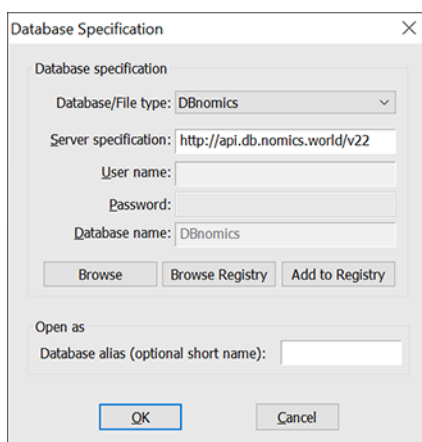 Database Specification
Database specification
Database/File type: DBnomics
Server specification: http://api.db.nomics.world/v22
User name:
Password:
Database name: DBnomics
Browse Browse Registry Add to Registry
Open as
Database alias (optional short name):
OK Cancel